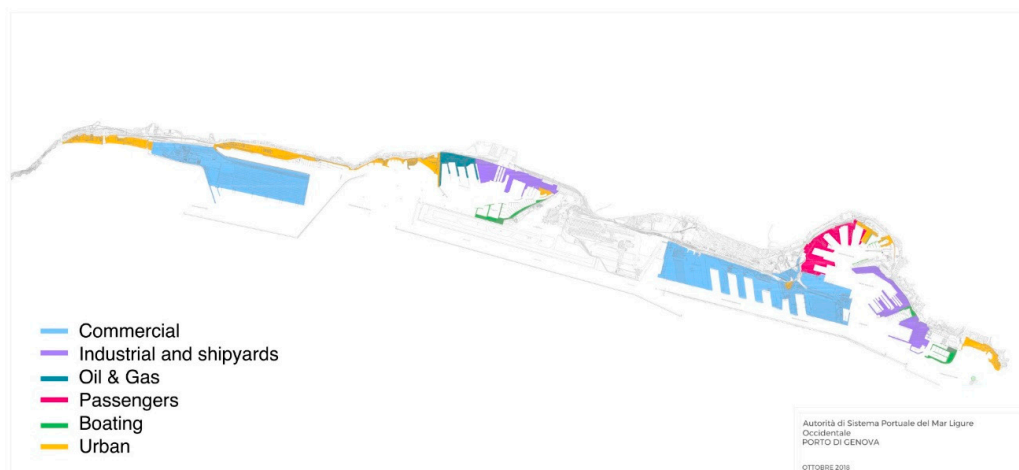 Commercial
Industrial and shipyards
Oil & Gas
Passengers
Boating
Urban
Autorità di Sistema Portuale del Mar Ligure
Occidentale
PORTO DI GENOVA
OTTOBRE 2018